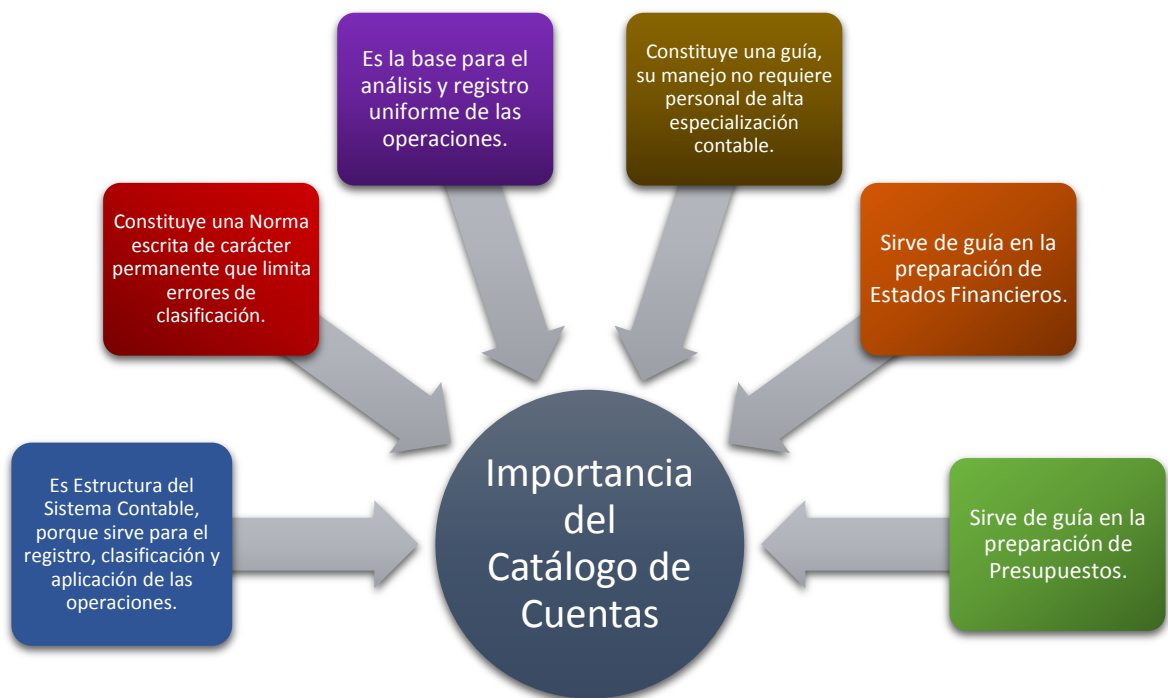 Es la base para el
análisis y registro
uniforme de las
operaciones.
Constituye una guía,
su manejo no requiere
personal de alta
especialización
contable.
Constituye una Norma
escrita de carácter
permanente que limita
errores de
clasificación.
Sirve de guía en la
preparación de
Estados Financieros.
Es Estructura del
Sistema Contable,
porque sirve para el
registro, clasificación y
aplicación de las
operaciones.
Importancia
del
Catálogo de
Cuentas
Sirve de guía en la
preparación de
Presupuestos.